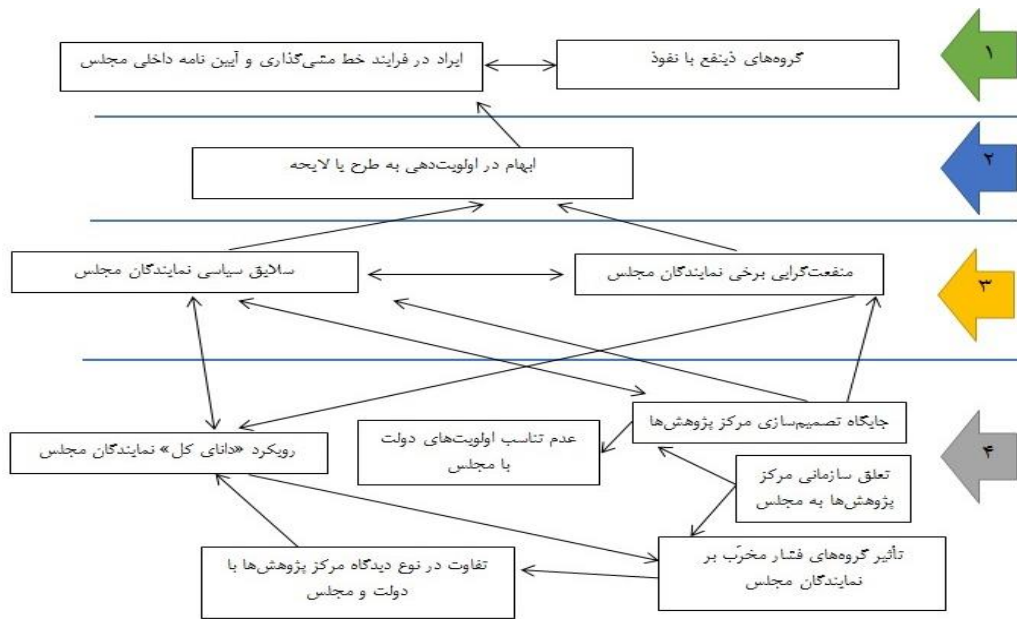 گروه‌های ذینفع با نفوذ
ایراد در فرایند خط مشی‌گذاری و آیین نامه داخلی مجلس
۱
ابهام در اولویت‌دهی به طرح یا لایحه
۲
منفعت‌گرایی برخی نمایندگان مجلس
سلایق سیاسی نمایندگان مجلس
۳
جایگاه تصمیم‌سازی مرکز پژوهش‌ها
عدم تناسب اولویت‌های دولت
با مجلس
رویکرد «دانای کل» نمایندگان مجلس
۴
تعلق سازمانی مرکز
پژوهش‌ها به مجلس
تأثیر گروه‌های فشار مخرّب بر
نمایندگان مجلس
تفاوت در نوع دیدگاه مرکز پژوهش‌ها با
دولت و مجلس